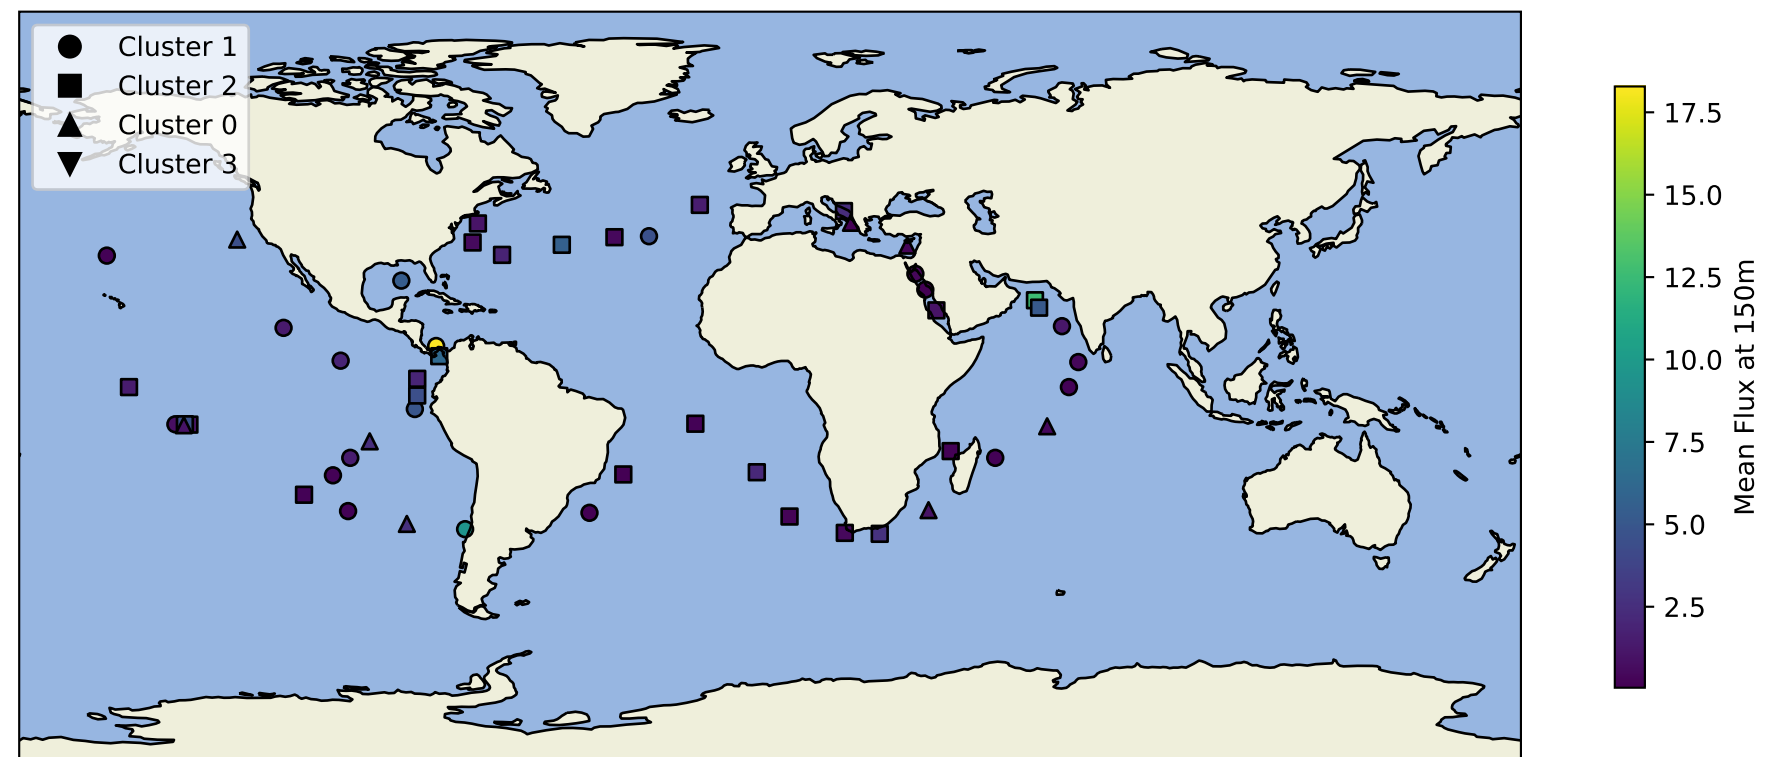 Cluster 1
Cluster 2
Cluster 0
Cluster 3
17.5
15.0
12.5
10.0
7.5
5.0
2.5
Mean Flux at 150m